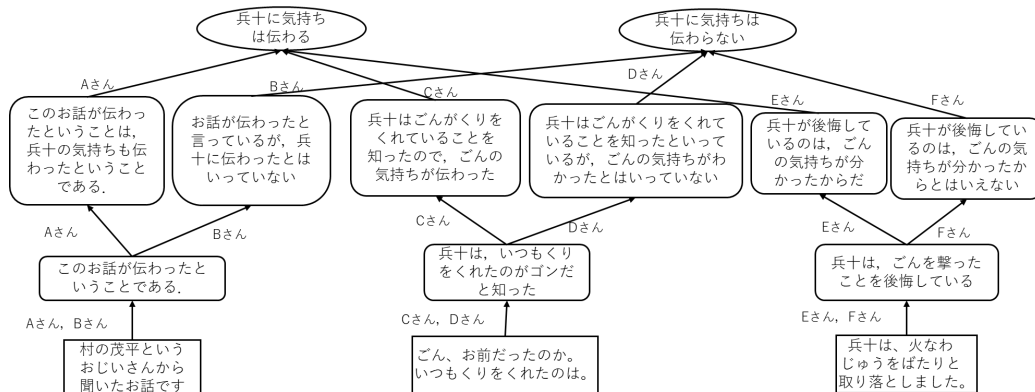 兵十に気持ち
は伝わる
兵十に気持ちは
伝わらない
Aさん
Bさん
Cさん
Dさん
Eさん
Fさん
このお話が伝わっ
たということは，
兵十の気持ちも伝
わったということ
である．
お話が伝わったと
言っているが，兵
十に伝わったとは
いっていない
兵十はごんがくりを
くれていることを
知ったので，ごんの
気持ちが伝わった
兵十はごんがくりをくれて
いることを知ったといって
いるが，ごんの気持ちがわ
かったとはいっていない
兵十が後悔して
いるのは，ごん
の気持ちが分
かったからだ
兵十が後悔してい
るのは，ごんの気
持ちが分かったか
らとはいえない
Aさん
Bさん
Cさん
Dさん
Eさん
Fさん
このお話が伝わったと
いうことである．
兵十は，いつもくり
をくれたのがゴンだ
と知った
兵十は，ごんを撃った
ことを後悔している
Aさん，Bさん
Cさん，Dさん
Eさん，Fさん
村の茂平という
おじいさんから
聞いたお話です
ごん、お前だったのか。
いつもくりをくれたのは。
兵十は、火なわ
じゅうをばたりと
取り落としました。